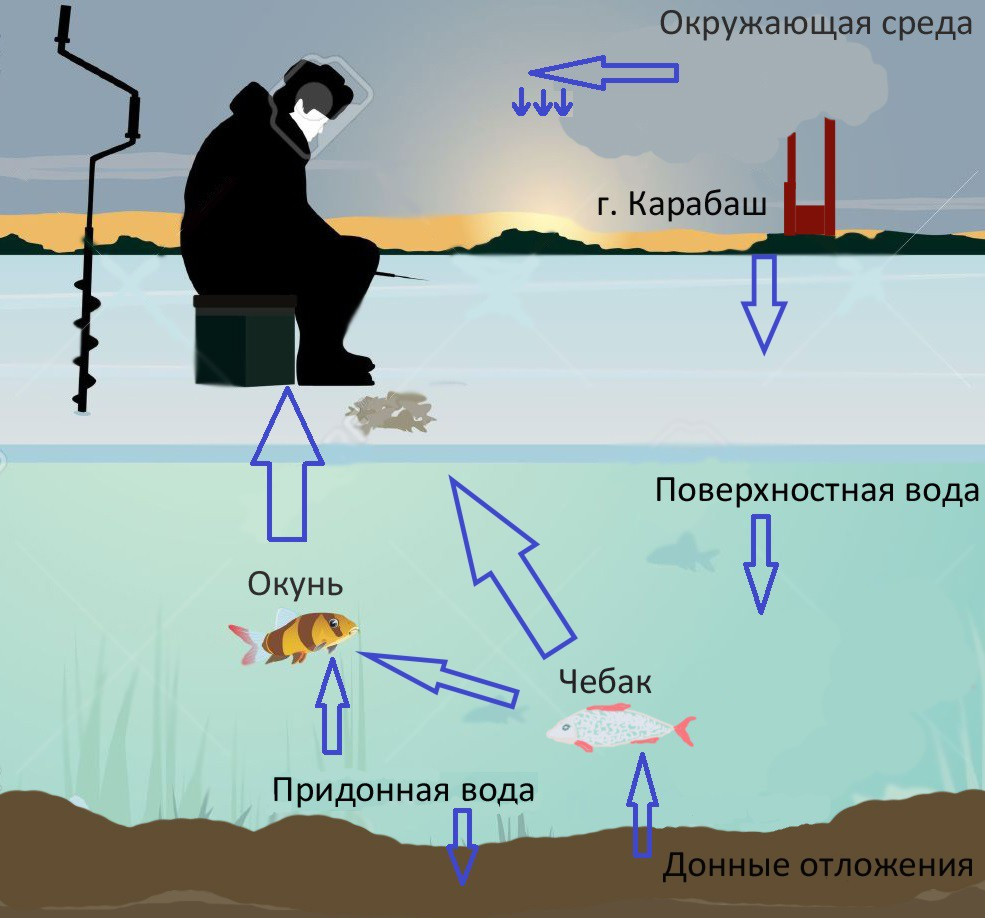 Окружающая среда
г. Карабаш
Поверхностная вода
Окунь
Чебак
Придонная вода
Донные отложения